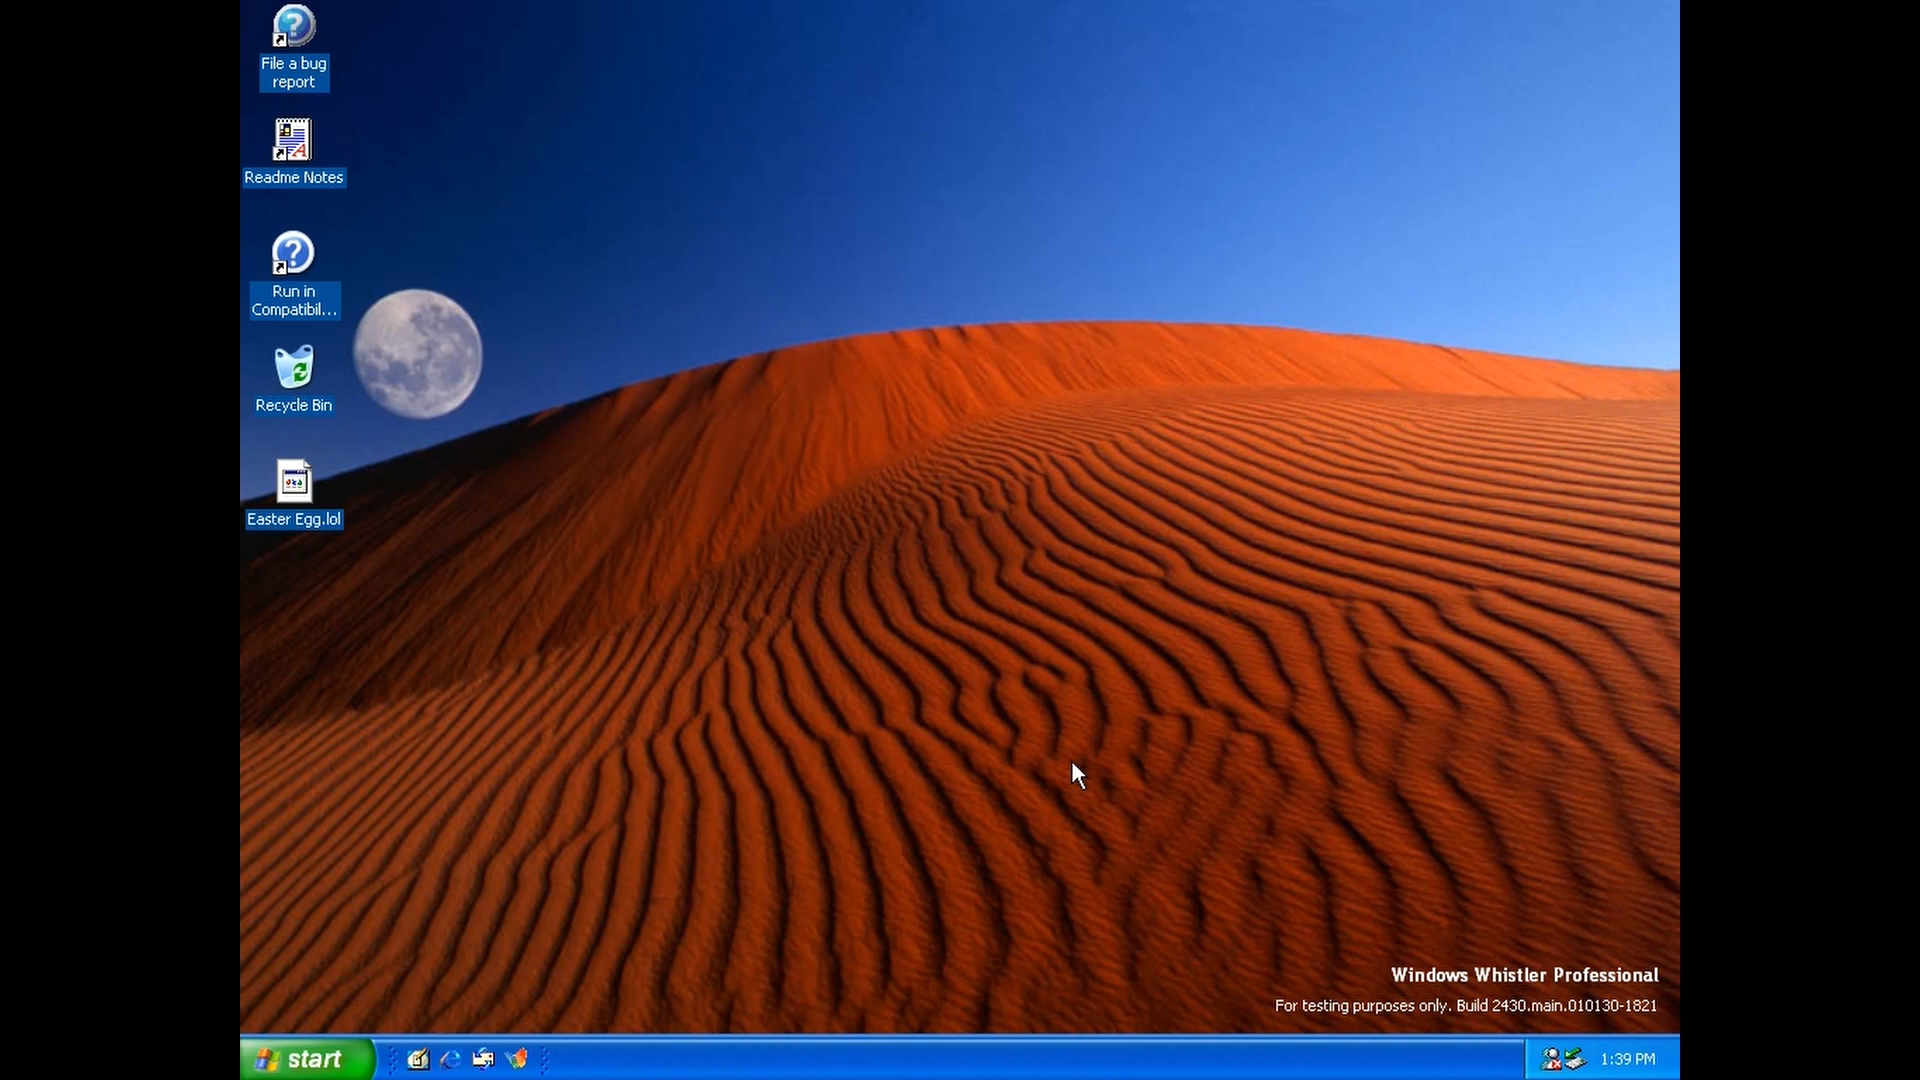 File a bug
report
Readme Notes
Run in
Compatibil...
Recycle Bin
Easter Egg.lol
Windows Whistler Professional
For testing purposes only. Build 2430.main.010130-1821
start
1:39 PM